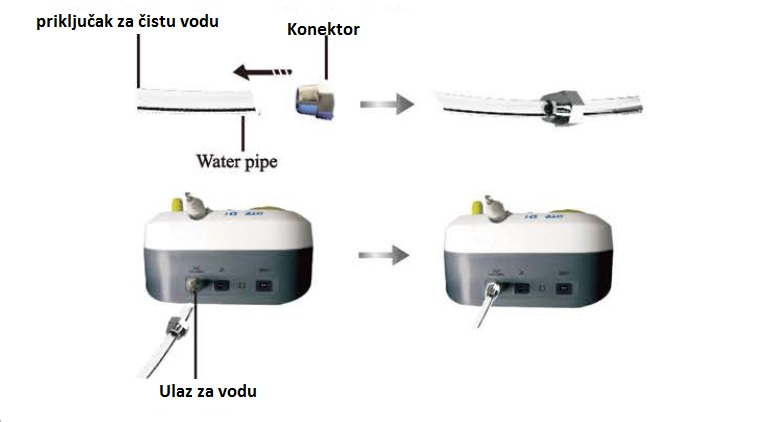 priključak za čistu vodu
Konektor
Water pipe
Ulaz za vodu